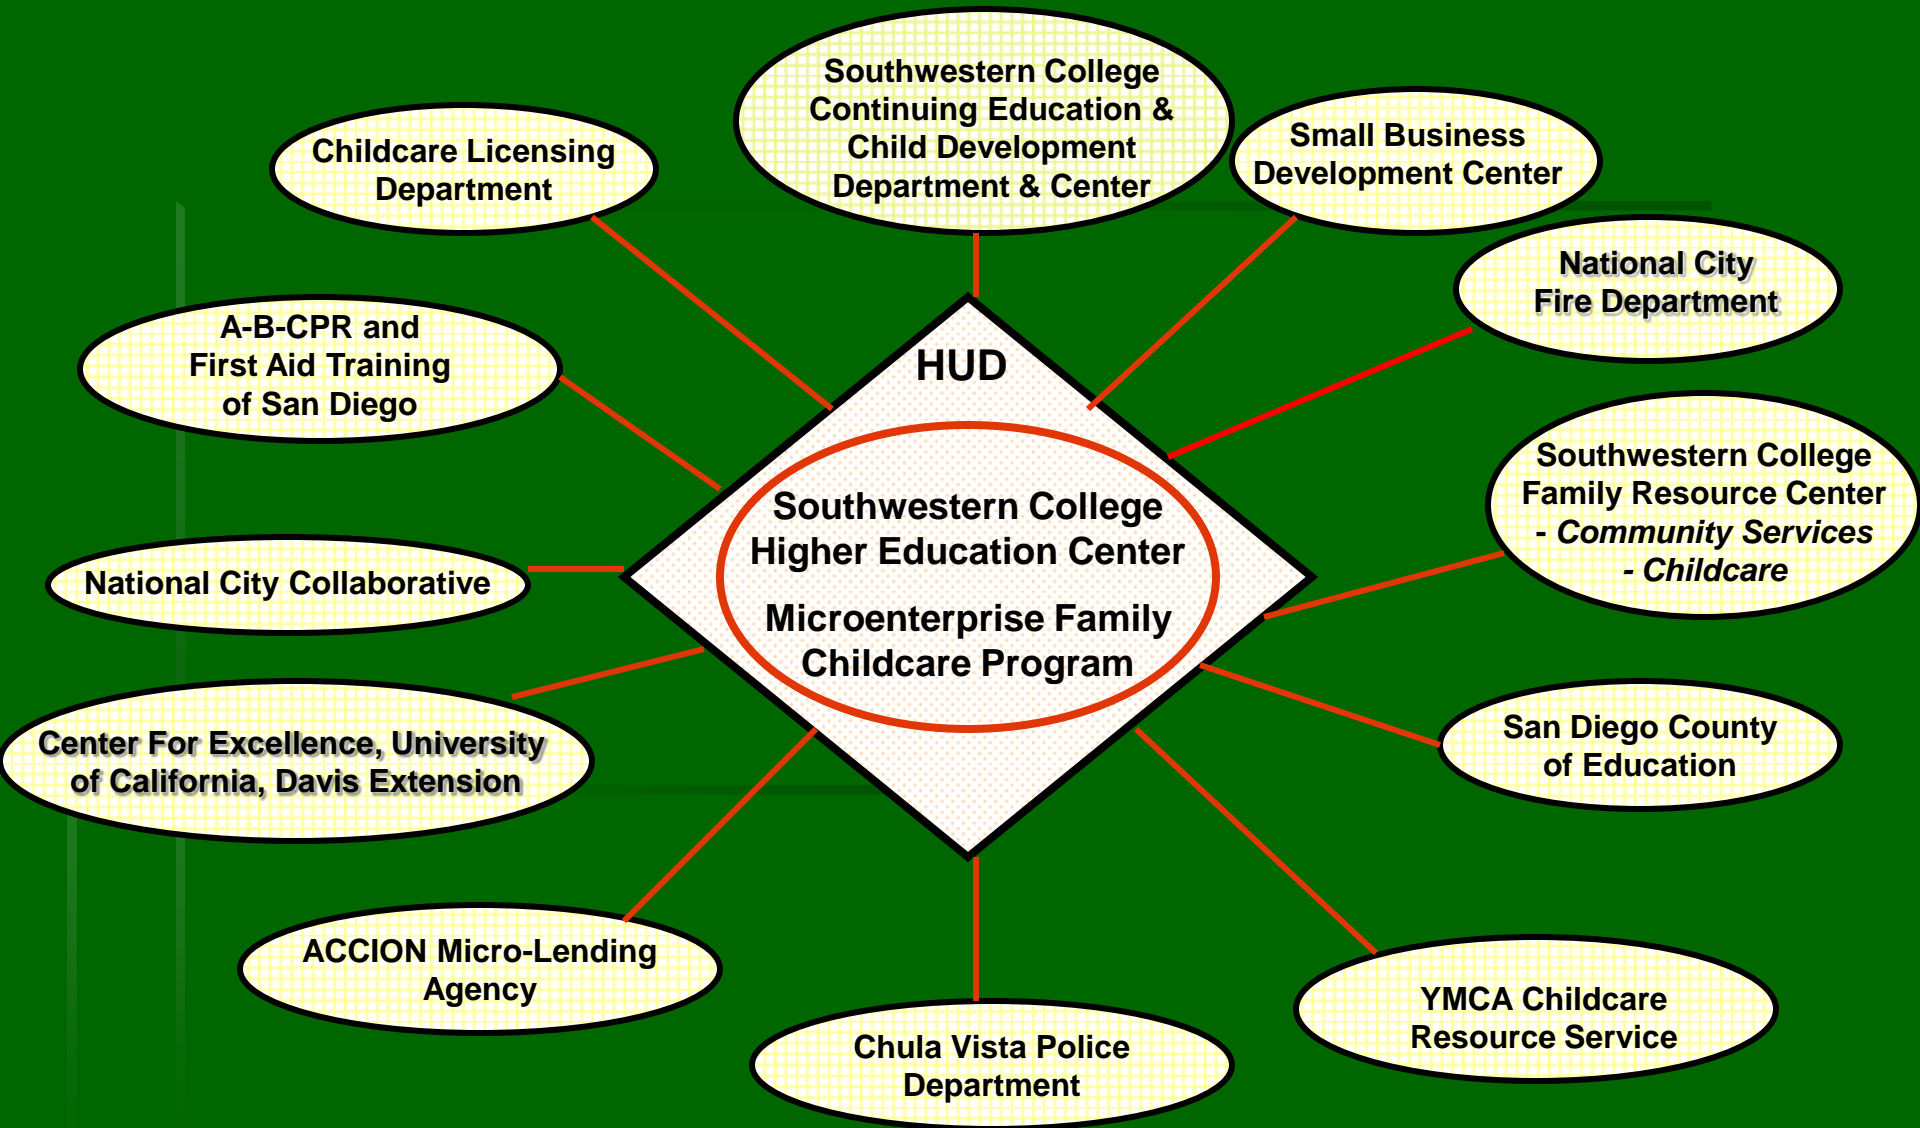 Southwestern College
Continuing Education &
Child Development
Department & Center
Childcare Licensing
Department
Small Business
Development Center
National City
Fire Department
A-B-CPR and
First Aid Training
of San Diego
HUD
Southwestern College
Higher Education Center
Microenterprise Family
Childcare Program
Southwestern College
Family Resource Center
- Community Services
- Childcare
National City Collaborative
Center For Excellence, University
of California, Davis Extension
San Diego County
of Education
ACCION Micro-Lending
Agency
Chula Vista Police
Department
YMCA Childcare
Resource Service